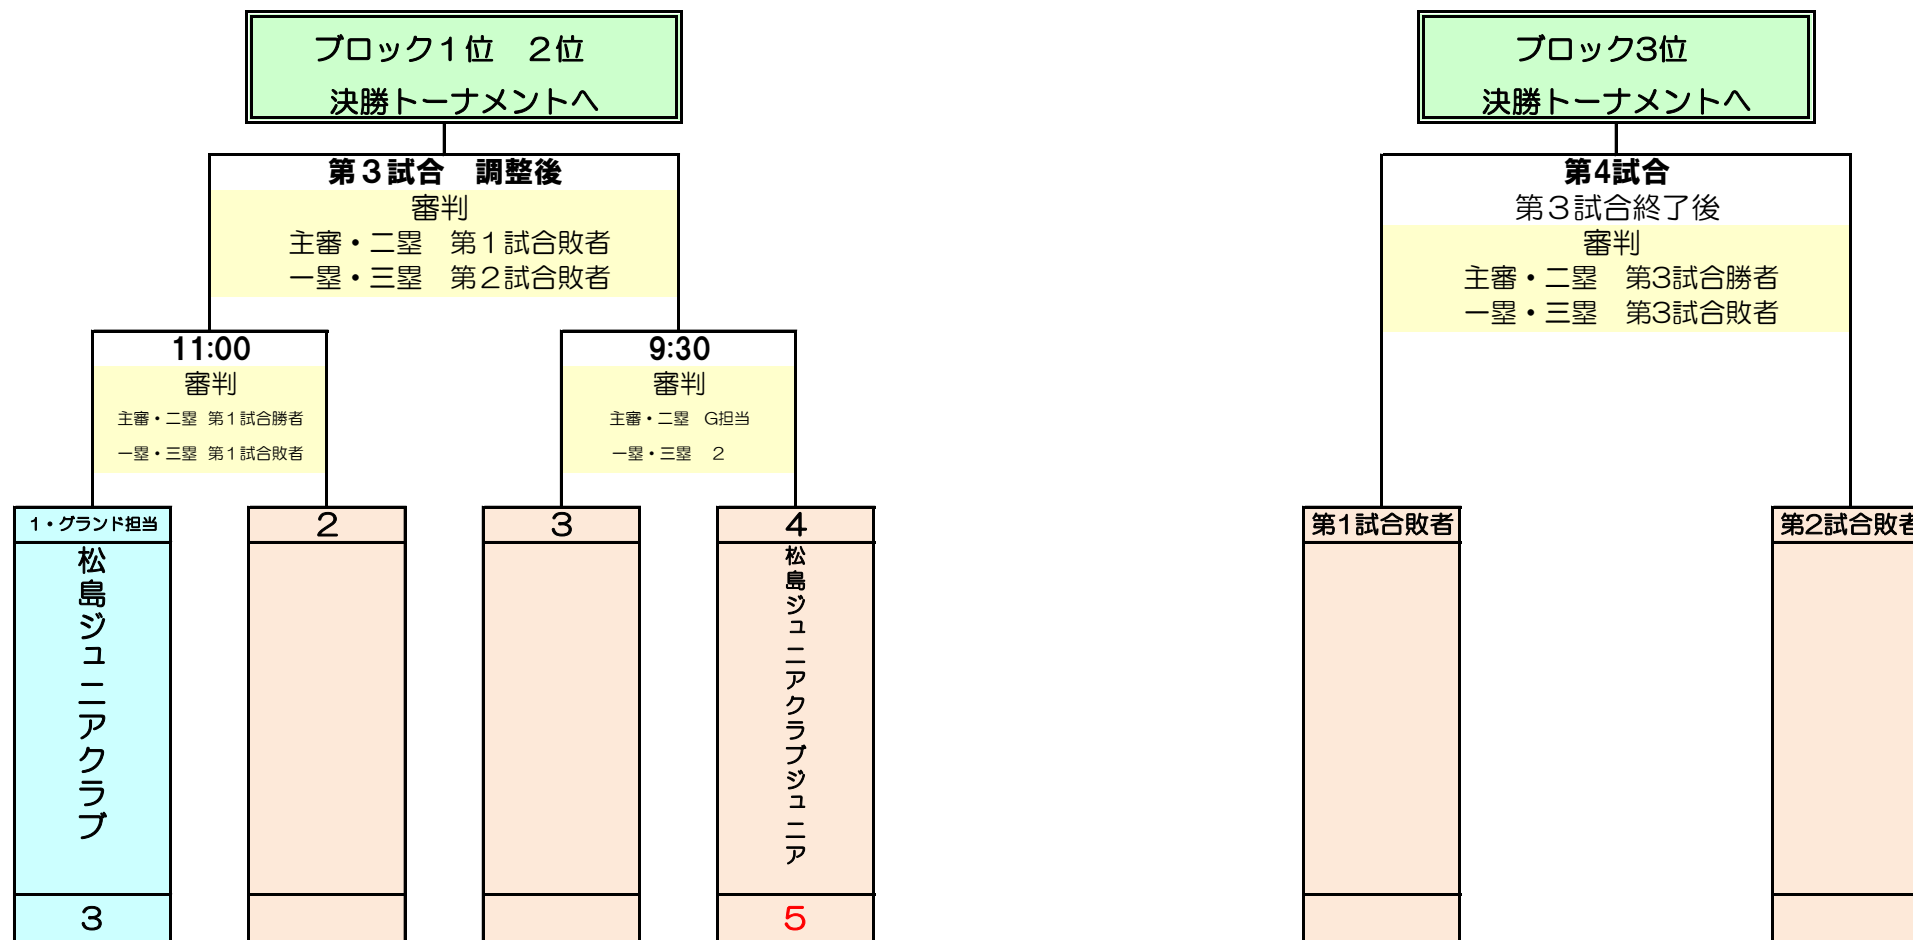 ブロック１位　２位
決勝トーナメントへ
第３試合　調整後
審判
主審・二塁　第１試合敗者
一塁・三塁　第２試合敗者
11:00
審判
主審・二塁 第１試合勝者
一塁・三塁 第１試合敗者
9:30
審判
主審・二塁　G担当
一塁・三塁　２
1・グランド担当
松島ジュニアクラブ
3
2
3
4
松島ジュニアクラブジュニア
5
ブロック3位
決勝トーナメントへ
第4試合
第３試合終了後
審判
主審・二塁　第3試合勝者
一塁・三塁　第3試合敗者
第1試合敗者
第2試合敗者